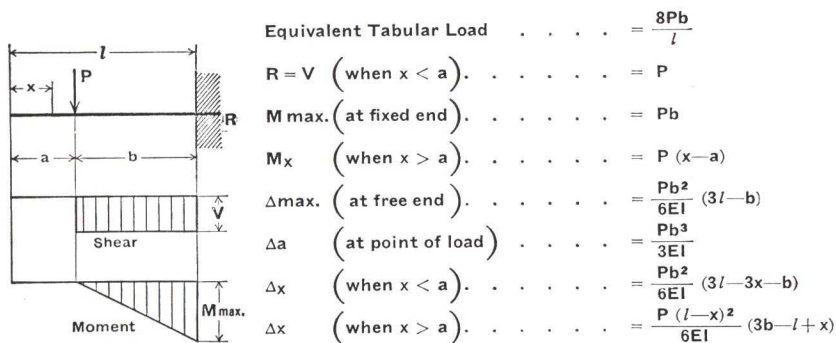 Equivalent Tabular Load . . . . = 8Pb/l
R = V (when x < a). . . . . . = P
M max. (at fixed end). . . . . . = Pb
Mx (when x > a). . . . . . = P (x—a)
Δmax. (at free end). . . . . . = Pb²/6EI (3l—b)
Δa (at point of load) . . . . . = Pb³/3EI
Δx (when x < a). . . . . . = Pb²/6EI (3l—3x—b)
Δx (when x > a). . . . . . = P (l—x)²/6EI (3b—l+x)
l
P
x
R
a
b
V
Shear
M max.
Moment